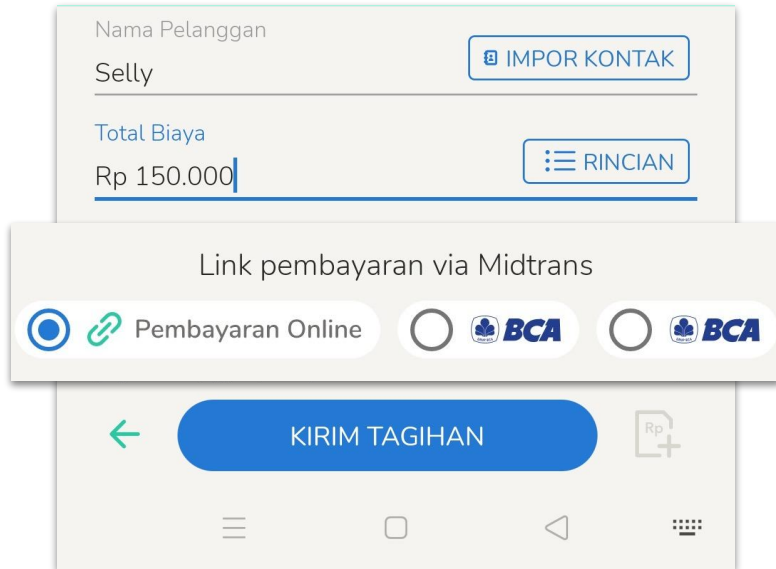 Nama Pelanggan
Selly
IMPOR KONTAK
Total Biaya
Rp 150.000
RINCIAN
Link pembayaran via Midtrans
Pembayaran Online
BCA
BCA
KIRIM TAGIHAN
Rp